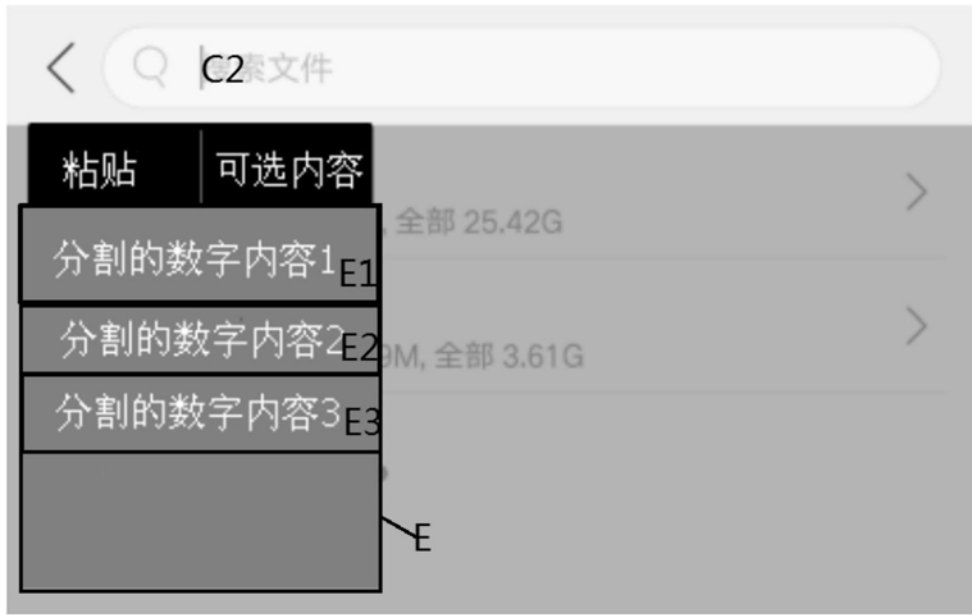 C2索文件
粘贴 可选内容
, 全部 25.42G
分割的数字内容1 E1
分割的数字内容2 E2
9M, 全部 3.61G
分割的数字内容3 E3
E